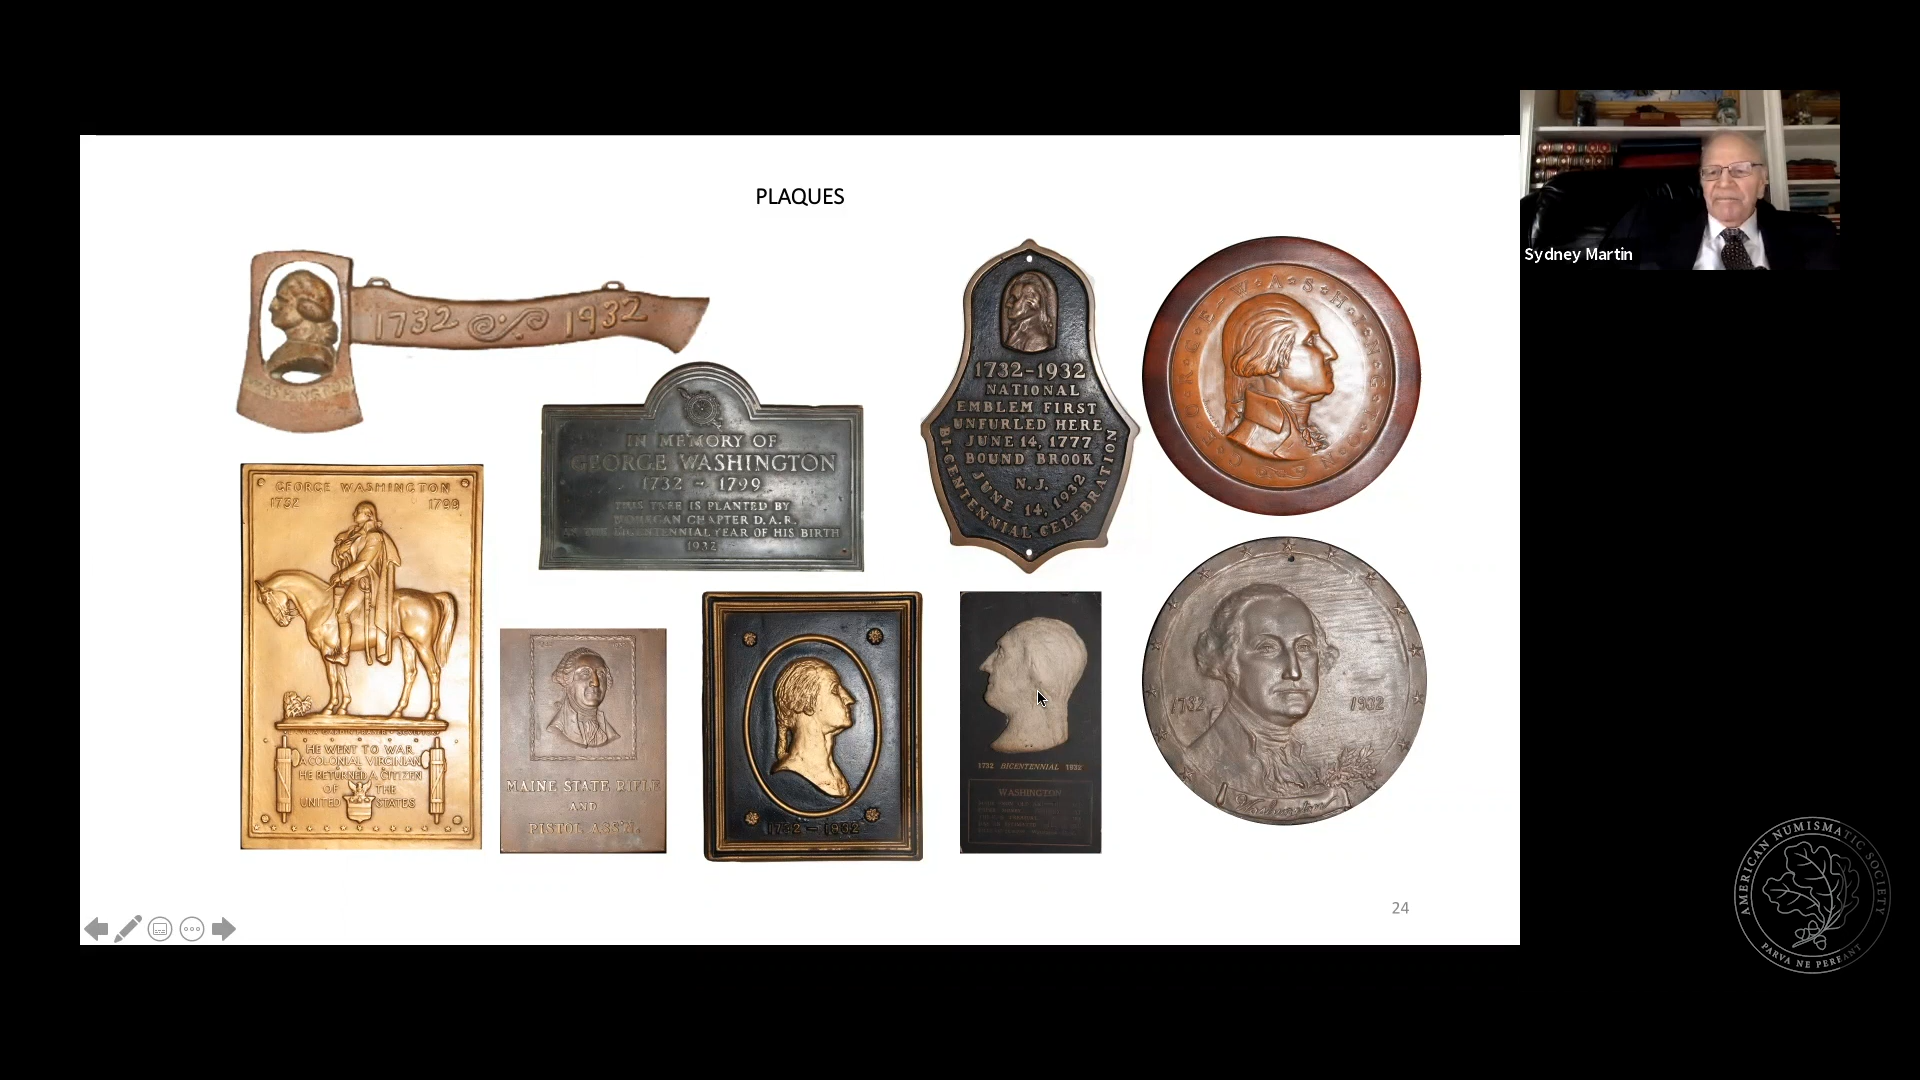 PLAQUES
Sydney Martin
1732 1932
IN MEMORY OF
GEORGE WASHINGTON
1732 - 1799
THIS TREE IS PLANTED BY
MOHEGAN CHAPTER D.A.R.
BICENTENNIAL YEAR OF HIS BIRTH
1932
1732-1932
NATIONAL
EMBLEM FIRST
UNFURLED HERE
JUNE 14, 1777
BOUND BROOK
N.J.
JUNE 14, 1932
BI-CENTENNIAL CELEBRATION
GEORGE WASHINGTON
GEORGE WASHINGTON
1732 1799
HE WENT TO WAR
A COLONIAL VIRGINIAN
HE RETURNED A CITIZEN
OF THE
UNITED STATES
MAINE STATE RIFLE
AND
PISTOL ASS'N.
1732 - 1932
1732 BICENTENNIAL 1932
WASHINGTON
1732 1932
Washington
24
AMERICAN NUMISMATIC SOCIETY
PARVA NE PEREANT